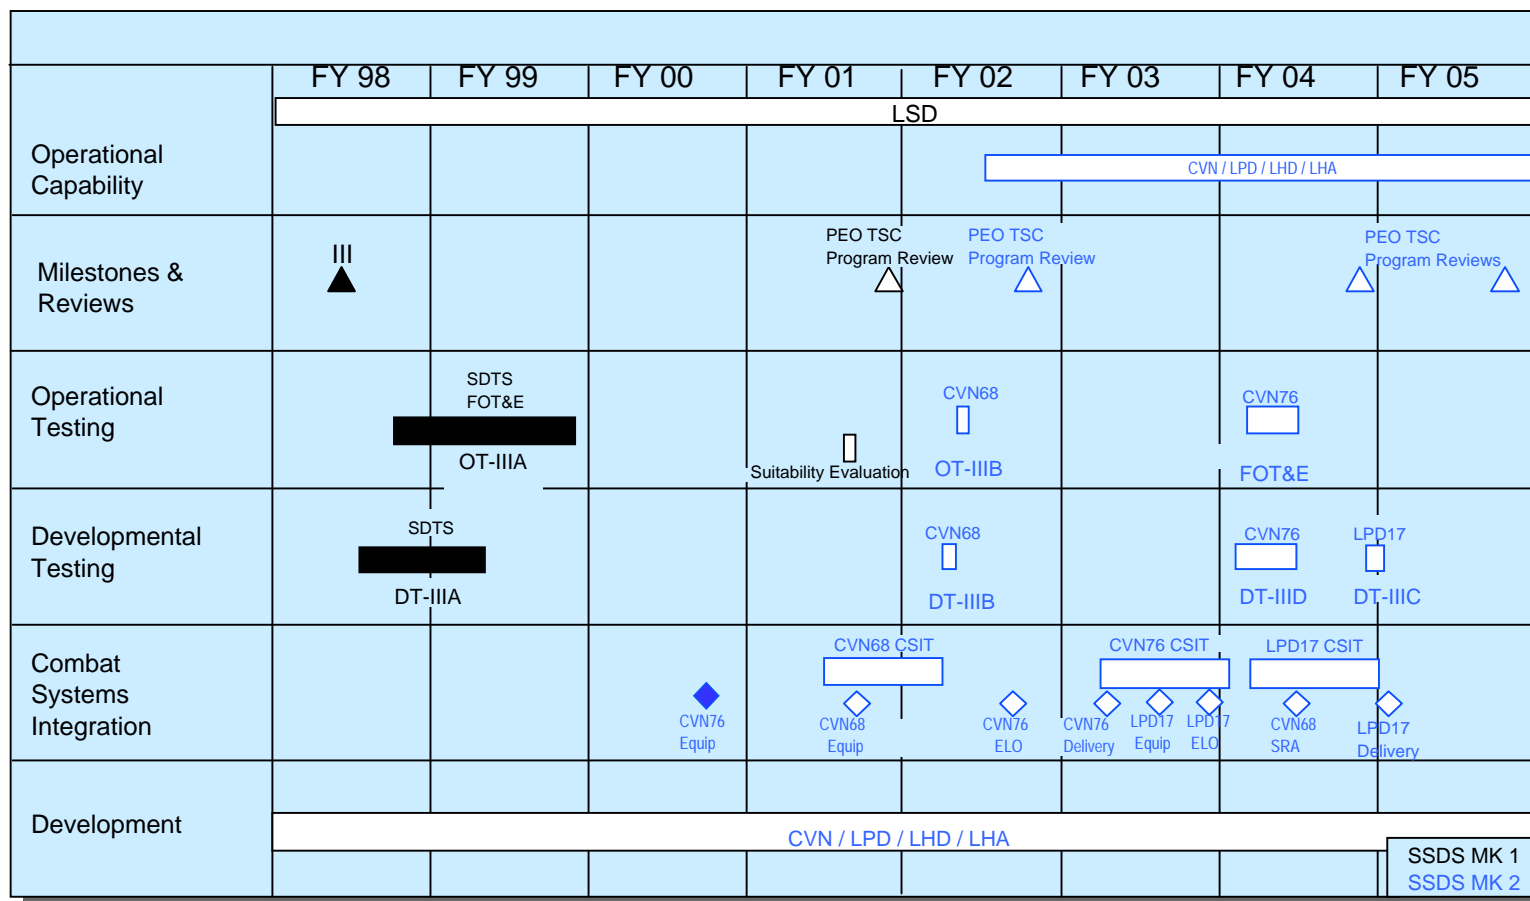 FY 98 FY 99 FY 00 FY 01 FY 02 FY 03 FY 04 FY 05
LSD
Operational
Capability
CVN / LPD / LHD / LHA
Milestones &
Reviews
III
PEO TSC
Program Review
PEO TSC
Program Review
PEO TSC
Program Reviews
Operational
Testing
SDTS
FOT&E
OT-IIIA
Suitability Evaluation
CVN68
OT-IIIB
CVN76
FOT&E
Developmental
Testing
SDTS
DT-IIIA
CVN68
DT-IIIB
CVN76
DT-IIID
LPD17
DT-IIIC
Combat
Systems
Integration
CVN68 CSIT
CVN76 CSIT
LPD17 CSIT
CVN76
Equip
CVN68
Equip
CVN76
ELO
CVN76
Delivery
LPD17
Equip
LPD17
ELO
CVN68
SRA
LPD17
Delivery
Development
CVN / LPD / LHD / LHA
SSDS MK 1
SSDS MK 2